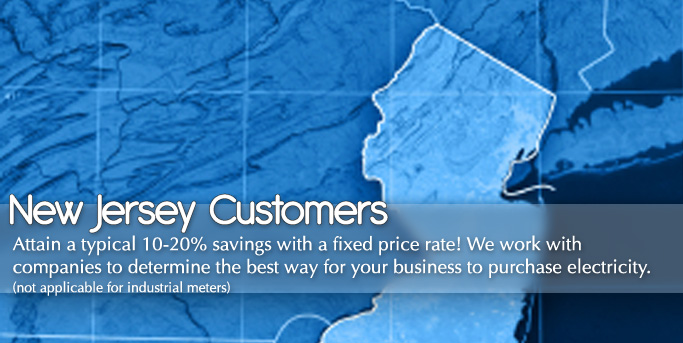 New Jersey Customers
Attain a typical 10-20% savings with a fixed price rate! We work with
companies to determine the best way for your business to purchase electricity.
(not applicable for industrial meters)